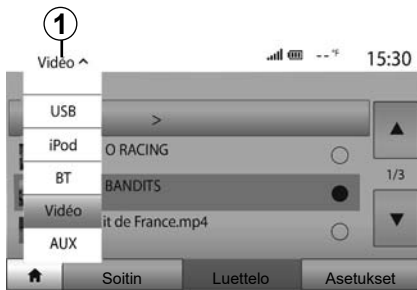 1
Vidéo ^ --°F 15:30
USB
>
iPod
O RACING
BT
BANDITS
1/3
Vidéo
it de France.mp4
AUX
Soitin Luettelo Asetukset